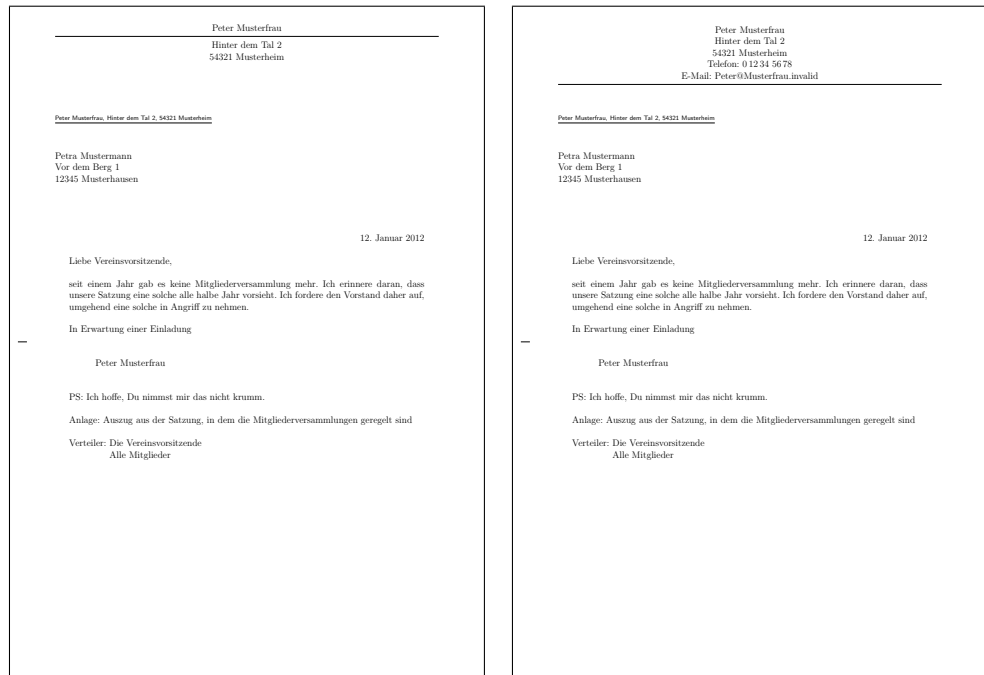 Peter Musterfrau
Hinter dem Tal 2
54321 Musterheim
Peter Musterfrau, Hinter dem Tal 2, 54321 Musterheim
Petra Mustermann
Vor dem Berg 1
12345 Musterhausen
12. Januar 2012
Liebe Vereinsvorsitzende,
seit einem Jahr gab es keine Mitgliederversammlung mehr. Ich erinnere daran, dass
unsere Satzung eine solche alle halbe Jahr vorsieht. Ich fordere den Vorstand daher auf,
umgehend eine solche in Angriff zu nehmen.
In Erwartung einer Einladung
Peter Musterfrau
PS: Ich hoffe, Du nimmst mir das nicht krumm.
Anlage: Auszug aus der Satzung, in dem die Mitgliederversammlungen geregelt sind
Verteiler: Die Vereinsvorsitzende
Alle Mitglieder
Peter Musterfrau
Hinter dem Tal 2
54321 Musterheim
Telefon: 0 12 34 56 78
E-Mail: Peter@Musterfrau.invalid
Peter Musterfrau, Hinter dem Tal 2, 54321 Musterheim
Petra Mustermann
Vor dem Berg 1
12345 Musterhausen
12. Januar 2012
Liebe Vereinsvorsitzende,
seit einem Jahr gab es keine Mitgliederversammlung mehr. Ich erinnere daran, dass
unsere Satzung eine solche alle halbe Jahr vorsieht. Ich fordere den Vorstand daher auf,
umgehend eine solche in Angriff zu nehmen.
In Erwartung einer Einladung
Peter Musterfrau
PS: Ich hoffe, Du nimmst mir das nicht krumm.
Anlage: Auszug aus der Satzung, in dem die Mitgliederversammlungen geregelt sind
Verteiler: Die Vereinsvorsitzende
Alle Mitglieder